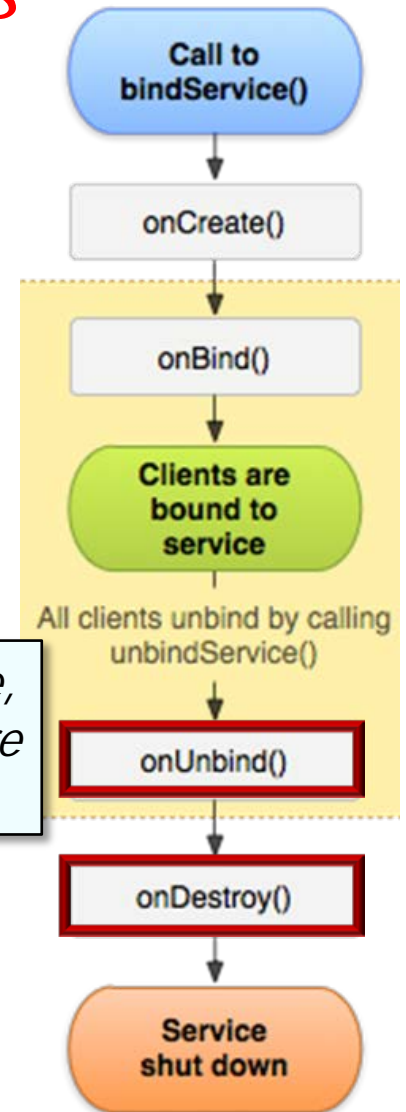 s
Call to
bindService()
onCreate()
onBind()
Clients are
bound to
service
All clients unbind by calling
unbindService()
e,
re
onUnbind()
onDestroy()
Service
shut down